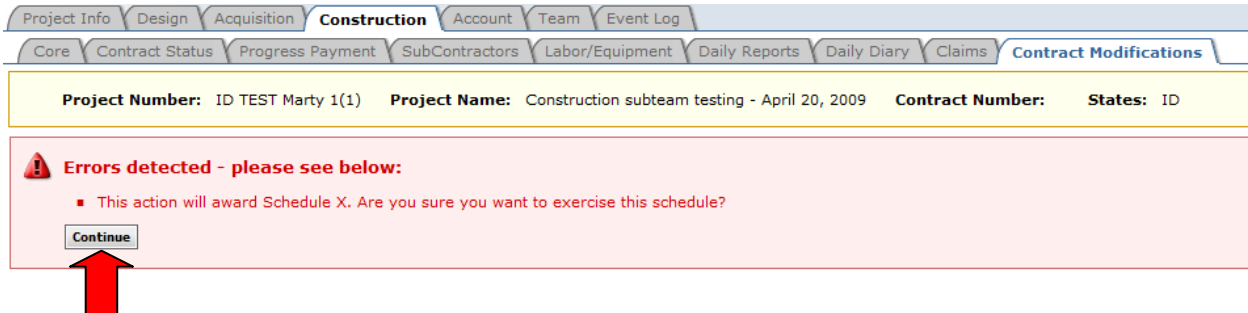 Project Info Design Acquisition Construction Account Team Event Log
Core Contract Status Progress Payment SubContractors Labor/Equipment Daily Reports Daily Diary Claims Contract Modifications
Project Number: ID TEST Marty 1(1) Project Name: Construction subteam testing - April 20, 2009 Contract Number: States: ID
Errors detected - please see below:
This action will award Schedule X. Are you sure you want to exercise this schedule?
Continue